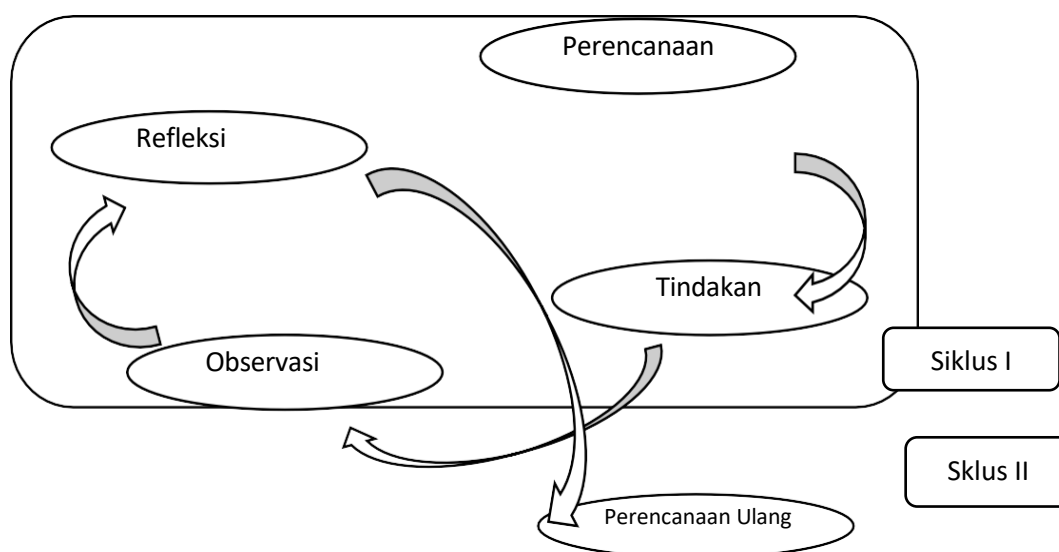 Perencanaan
Refleksi
Tindakan
Observasi
Siklus I
Sklus II
Perencanaan Ulang